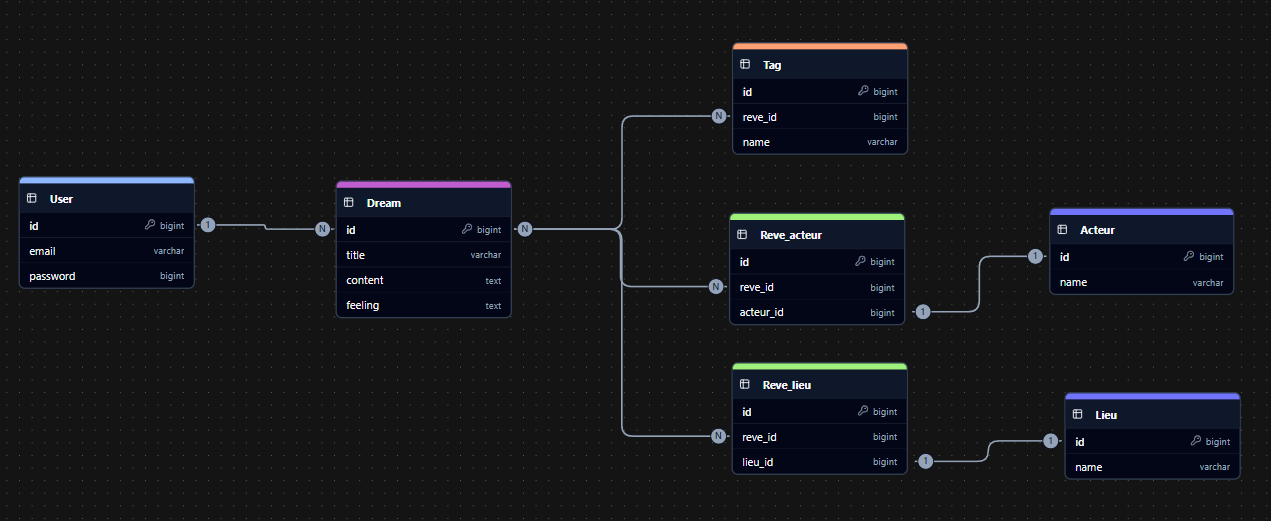 User
id bigint
email varchar
password bigint
1
N
Dream
id bigint
title varchar
content text
feeling text
N
Tag
id bigint
reve_id bigint
name varchar
N
Reve_acteur
id bigint
reve_id bigint
acteur_id bigint
N
1
Acteur
id bigint
name varchar
1
Reve_lieu
id bigint
reve_id bigint
lieu_id bigint
N
1
Lieu
id bigint
name varchar
1